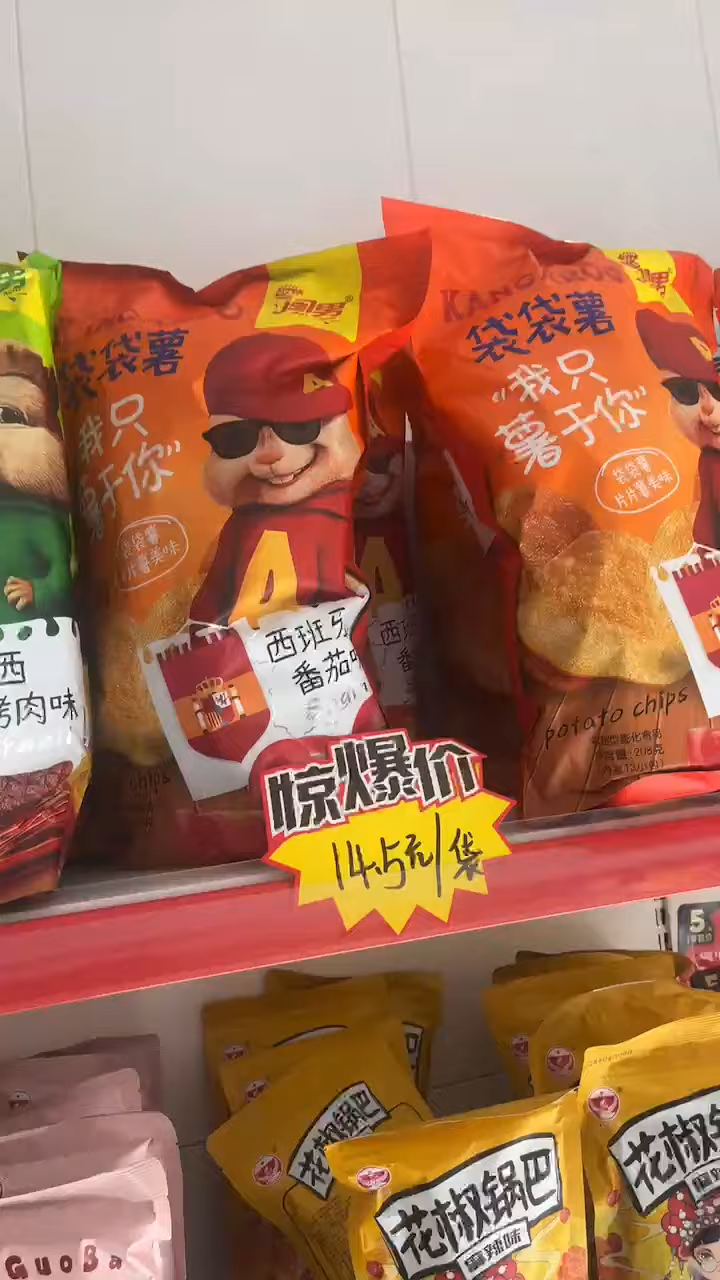 袋袋薯
我只
薯于你”
袋袋薯
片片薯美味
A
A
西班牙
番茄味
chips
西
烤肉味
KANGAROO
袋袋薯
“我只
薯于你”
袋袋薯
片片薯美味
potato chips
惊爆价
14.5元/袋
5
花椒锅巴
花椒锅巴
麻辣味
花椒锅
GuoBa